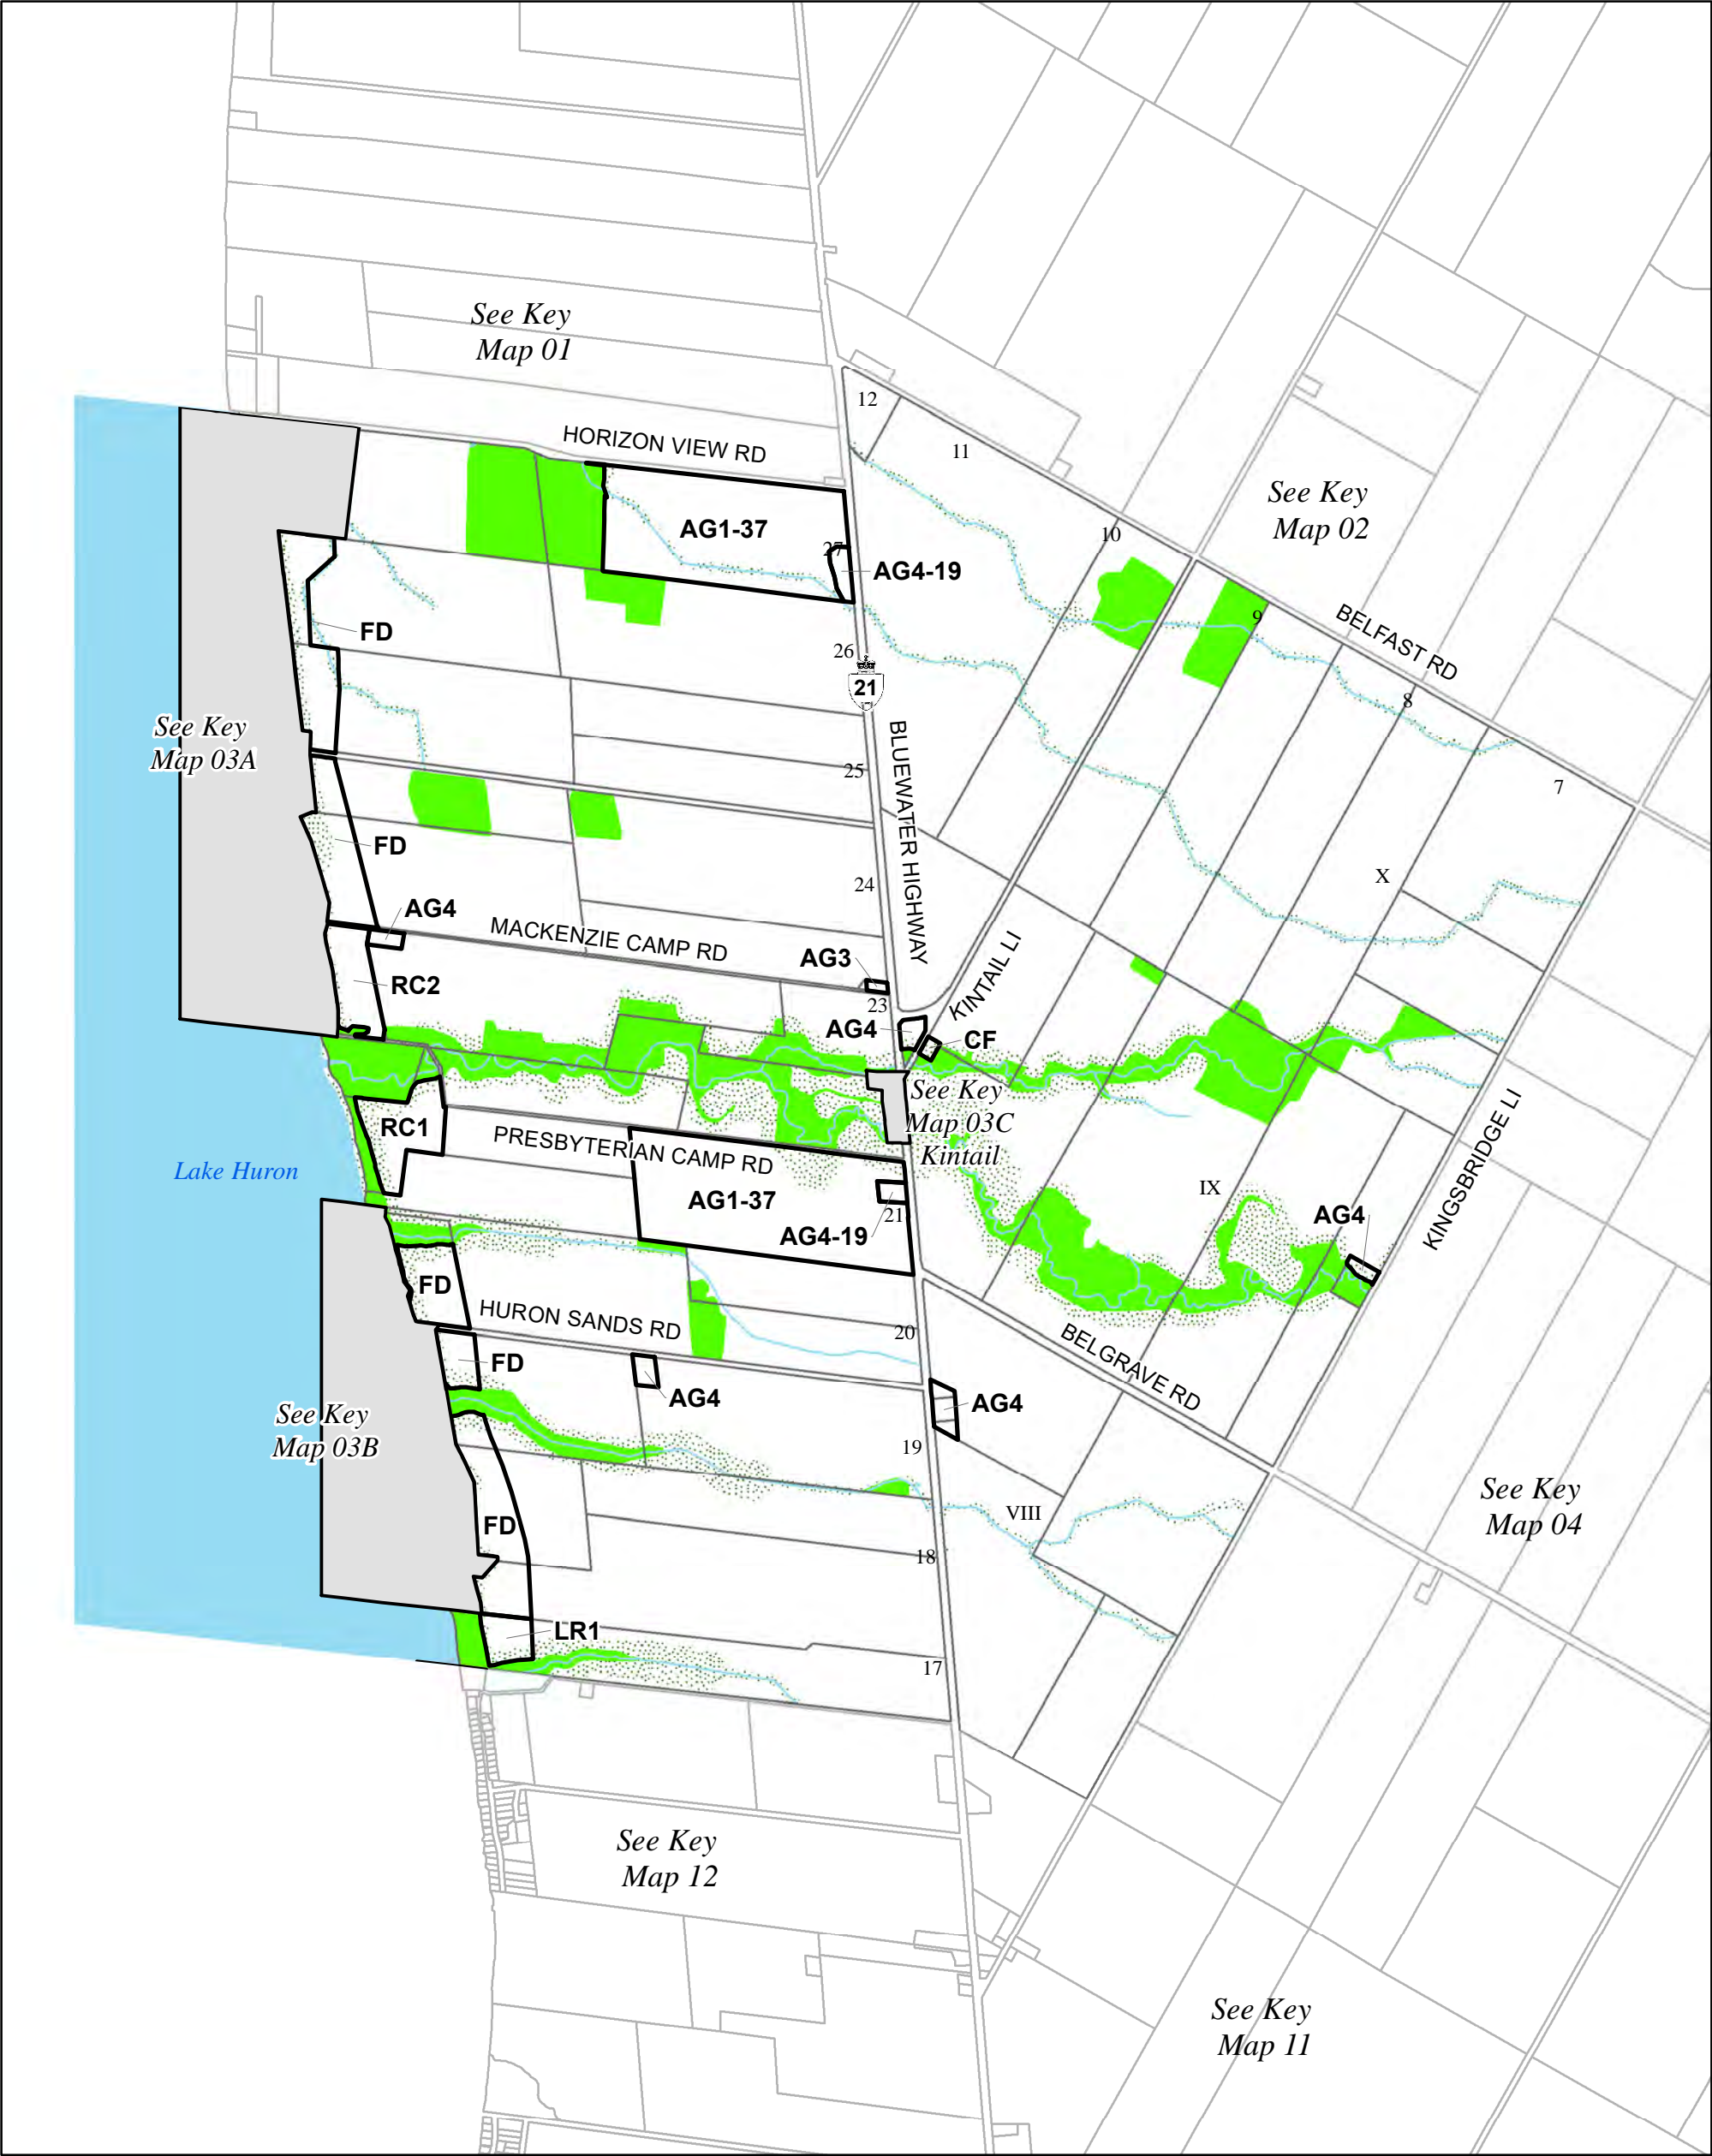 See Key
Map 01
12
HORIZON VIEW RD
11
See Key
Map 02
AG1-37
10
27
AG4-19
BELFAST RD
9
FD
26
21
8
See Key
Map 03A
BLUEWATER HIGHWAY
25
7
FD
24
X
AG4
MACKENZIE CAMP RD
AG3
KINTAIL LI
RC2
23
AG4
CF
See Key
Map 03C
Kintail
RC1
PRESBYTERIAN CAMP RD
KINGSBRIDGE LI
Lake Huron
AG1-37
IX
21
AG4
AG4-19
FD
HURON SANDS RD
20
BELGRAVE RD
FD
AG4
AG4
See Key
Map 03B
19
See Key
Map 04
VIII
FD
18
LR1
17
See Key
Map 12
See Key
Map 11